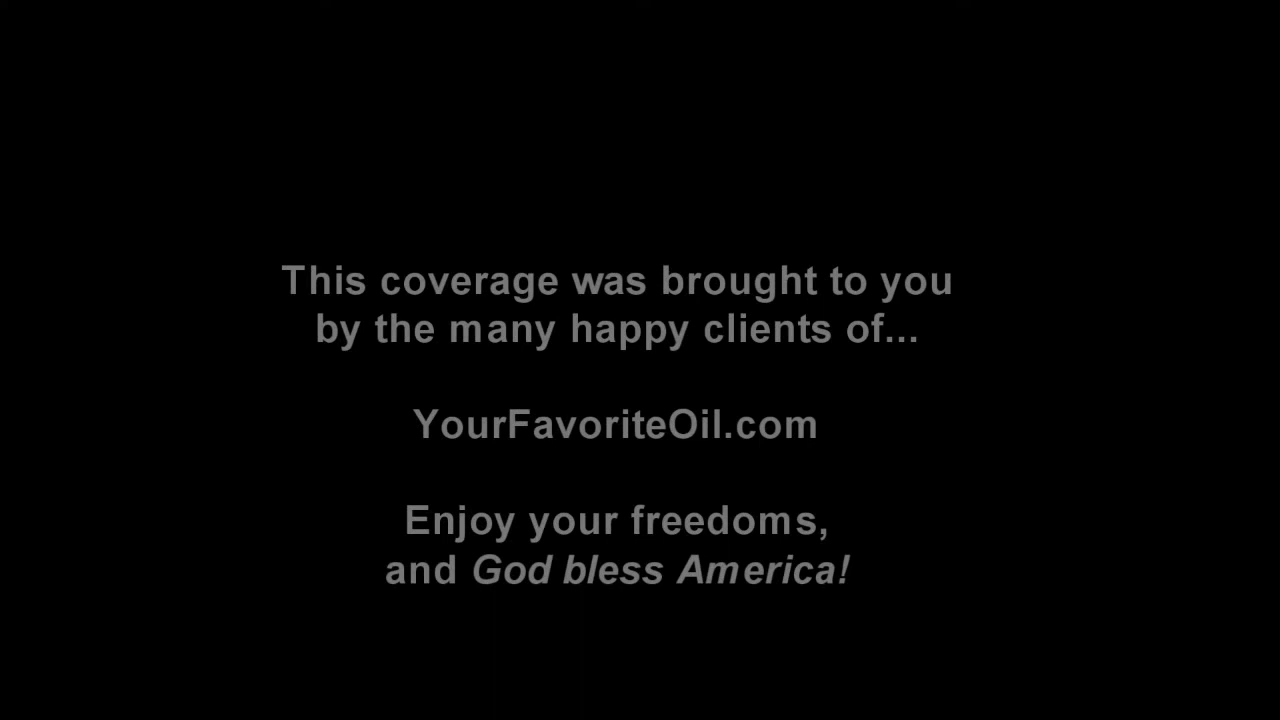 This coverage was brought to you
by the many happy clients of...
YourFavoriteOil.com
Enjoy your freedoms,
and God bless America!